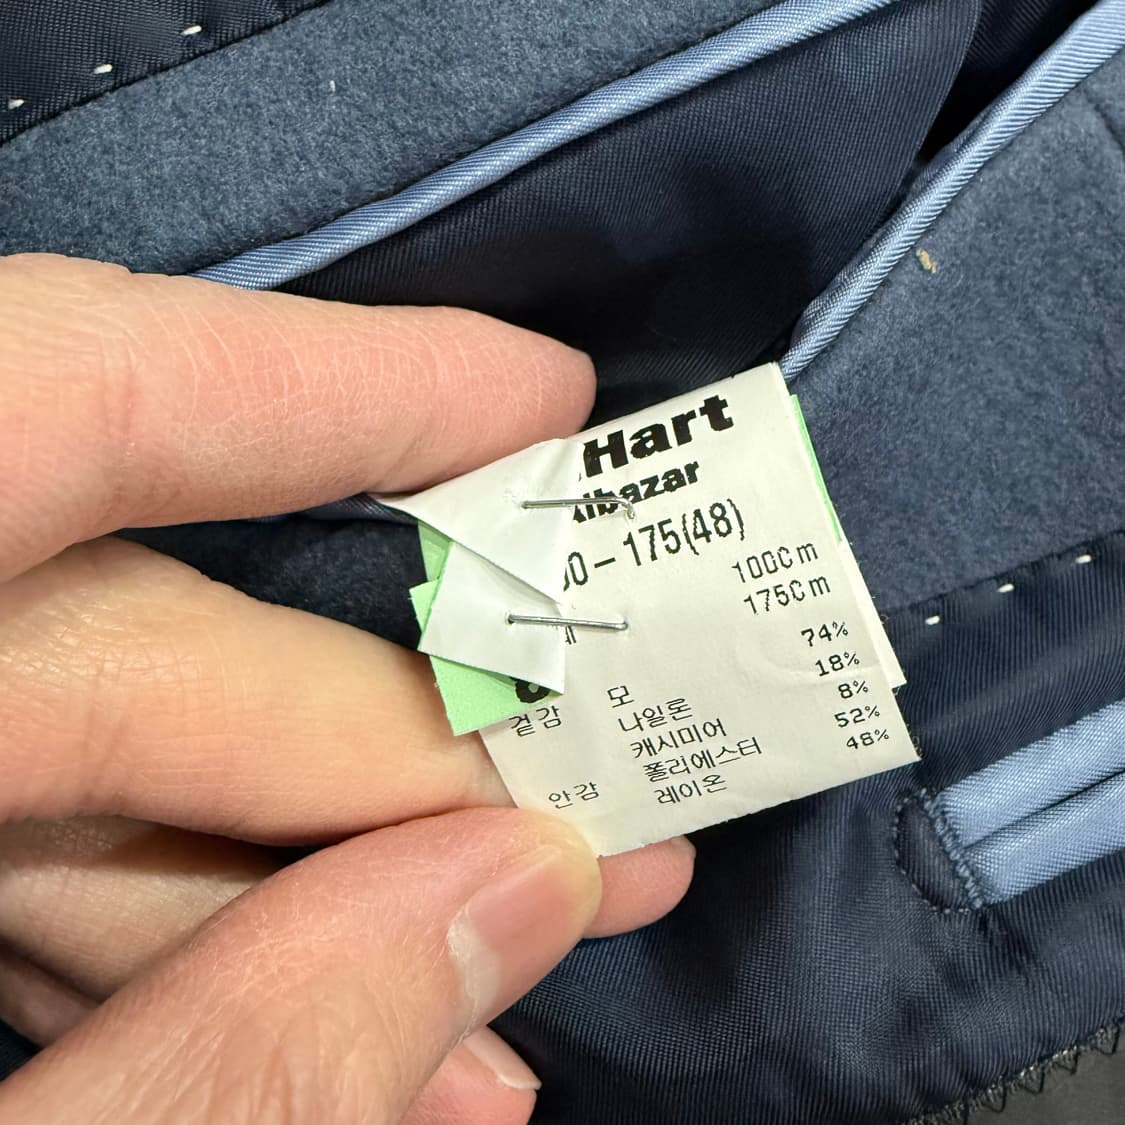 Hart
bazar
0-175(48)
100Cm
175Cm
겉감 모 74%
나일론 18%
캐시미어 8%
안감 폴리에스터 52%
레이온 48%